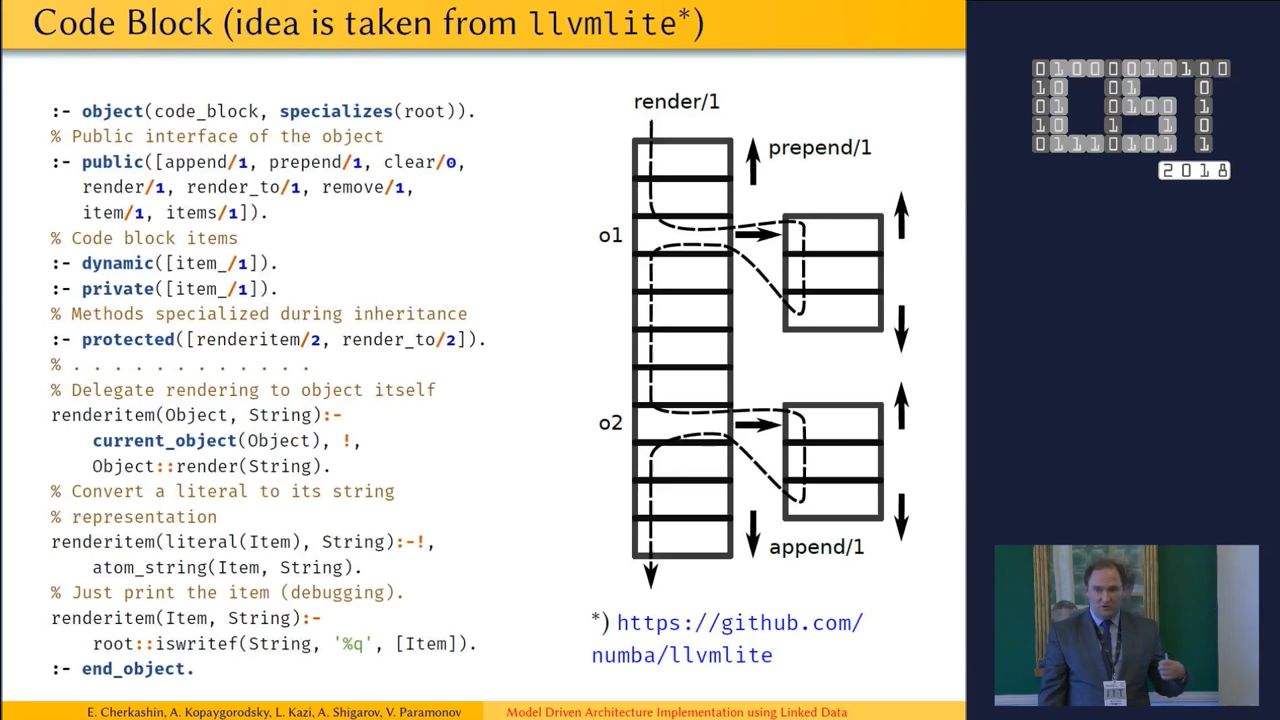 Code Block (idea is taken from llvmlite*)
:- object(code_block, specializes(root)).
% Public interface of the object
:- public([append/1, prepend/1, clear/0,
render/1, render_to/1, remove/1,
item/1, items/1]).
% Code block items
:- dynamic([item_/1]).
:- private([item_/1]).
% Methods specialized during inheritance
:- protected([renderitem/2, render_to/2]).
% . . . . . . . . . . . .
% Delegate rendering to object itself
renderitem(Object, String):-
current_object(Object), !,
Object::render(String).
% Convert a literal to its string
% representation
renderitem(literal(Item), String):-!,
atom_string(Item, String).
% Just print the item (debugging).
renderitem(Item, String):-
root::iswritef(String, '%q', [Item]).
:- end_object.
render/1
prepend/1
o1
o2
append/1
*) https://github.com/
numba/llvmlite
E. Cherkashin, A. Kopaygorodsky, L. Kazi, A. Shigarov, V. Paramonov
Model Driven Architecture Implementation using Linked Data
2018